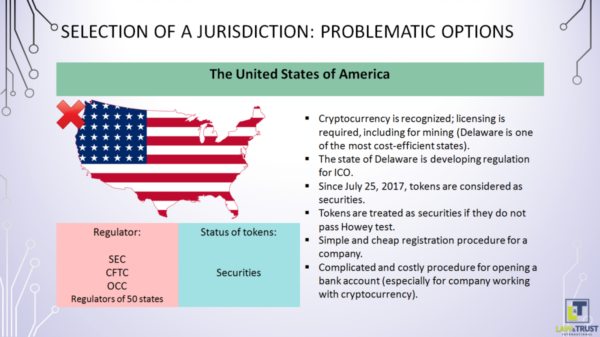 SELECTION OF A JURISDICTION: PROBLEMATIC OPTIONS
The United States of America
▪ Cryptocurrency is recognized; licensing is
required, including for mining (Delaware is one
of the most cost-efficient states).
▪ The state of Delaware is developing regulation
for ICO.
▪ Since July 25, 2017, tokens are considered as
securities.
▪ Tokens are treated as securities if they do not
pass Howey test.
▪ Simple and cheap registration procedure for a
company.
▪ Complicated and costly procedure for opening a
bank account (especially for company working
with cryptocurrency).
Regulator:
SEC
CFTC
OCC
Regulators of 50 states
Status of tokens:
Securities
LT
LAW&TRUST
INTERNATIONAL